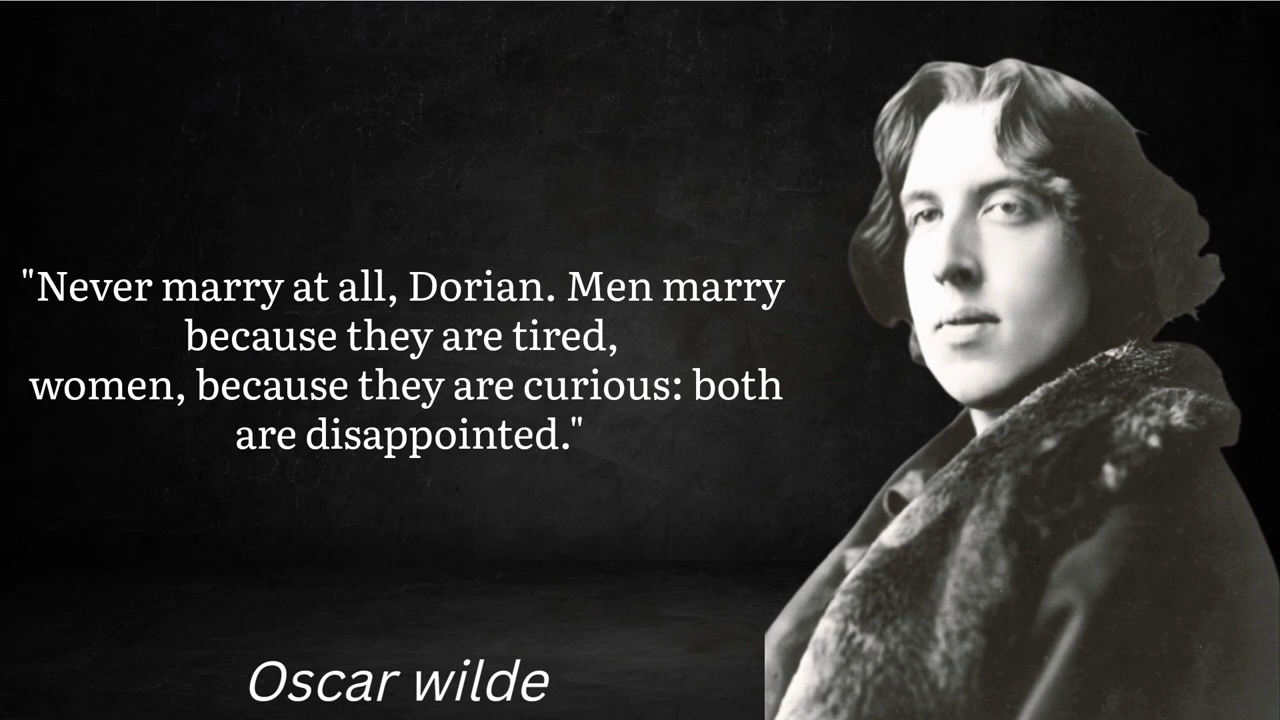 "Never marry at all, Dorian. Men marry
because they are tired,
women, because they are curious: both
are disappointed."
Oscar wilde